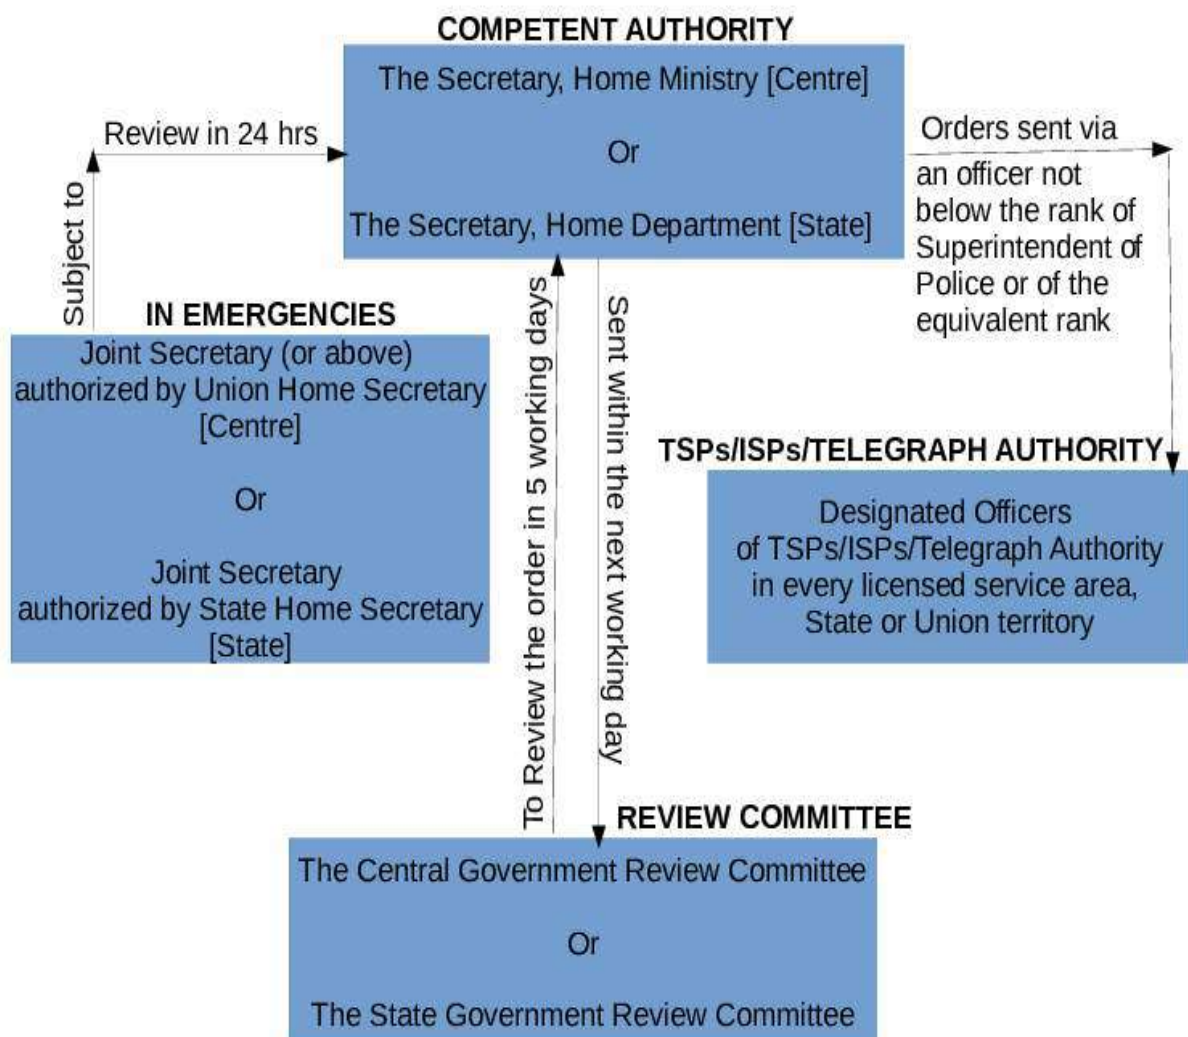 COMPETENT AUTHORITY
The Secretary, Home Ministry [Centre]
Or
The Secretary, Home Department [State]
Review in 24 hrs
Subject to
Orders sent via
an officer not
below the rank of
Superintendent of
Police or of the
equivalent rank
IN EMERGENCIES
Joint Secretary (or above)
authorized by Union Home Secretary
[Centre]
Or
Joint Secretary
authorized by State Home Secretary
[State]
To Review the order in 5 working days
Sent within the next working day
TSPs/ISPs/TELEGRAPH AUTHORITY
Designated Officers
of TSPs/ISPs/Telegraph Authority
in every licensed service area,
State or Union territory
REVIEW COMMITTEE
The Central Government Review Committee
Or
The State Government Review Committee